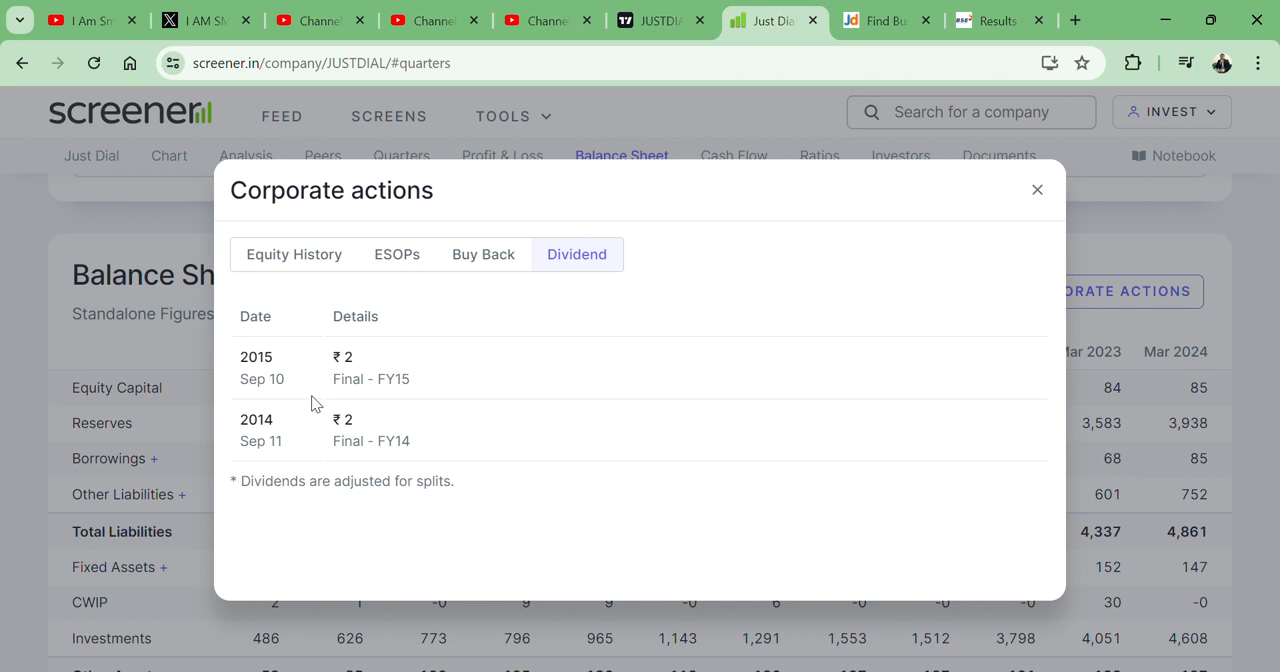 I Am Sm
I AM SM
Channel
Channel
Channel
JUSTDIA
Just Dia
Jd
Find Bu
BSE
Results
screener.in/company/JUSTDIAL/#quarters
screener
FEED
SCREENS
TOOLS
Search for a company
INVEST
Just Dial
Chart
Analysis
Peers
Quarters
Profit & Loss
Balance Sheet
Cash Flow
Ratios
Investors
Documents
Notebook
Corporate actions
Equity History
ESOPs
Buy Back
Dividend
Date Details
2015 ₹ 2
Sep 10 Final - FY15
2014 ₹ 2
Sep 11 Final - FY14
* Dividends are adjusted for splits.
Balance Sh
ORATE ACTIONS
Standalone Figures
Mar 2023 Mar 2024
Equity Capital 84 85
Reserves 3,583 3,938
Borrowings + 68 85
Other Liabilities + 601 752
Total Liabilities 4,337 4,861
Fixed Assets + 152 147
CWIP 2 1 -0 9 9 -0 6 -0 -0 -0 30 -0
Investments 486 626 773 796 965 1,143 1,291 1,553 1,512 3,798 4,051 4,608